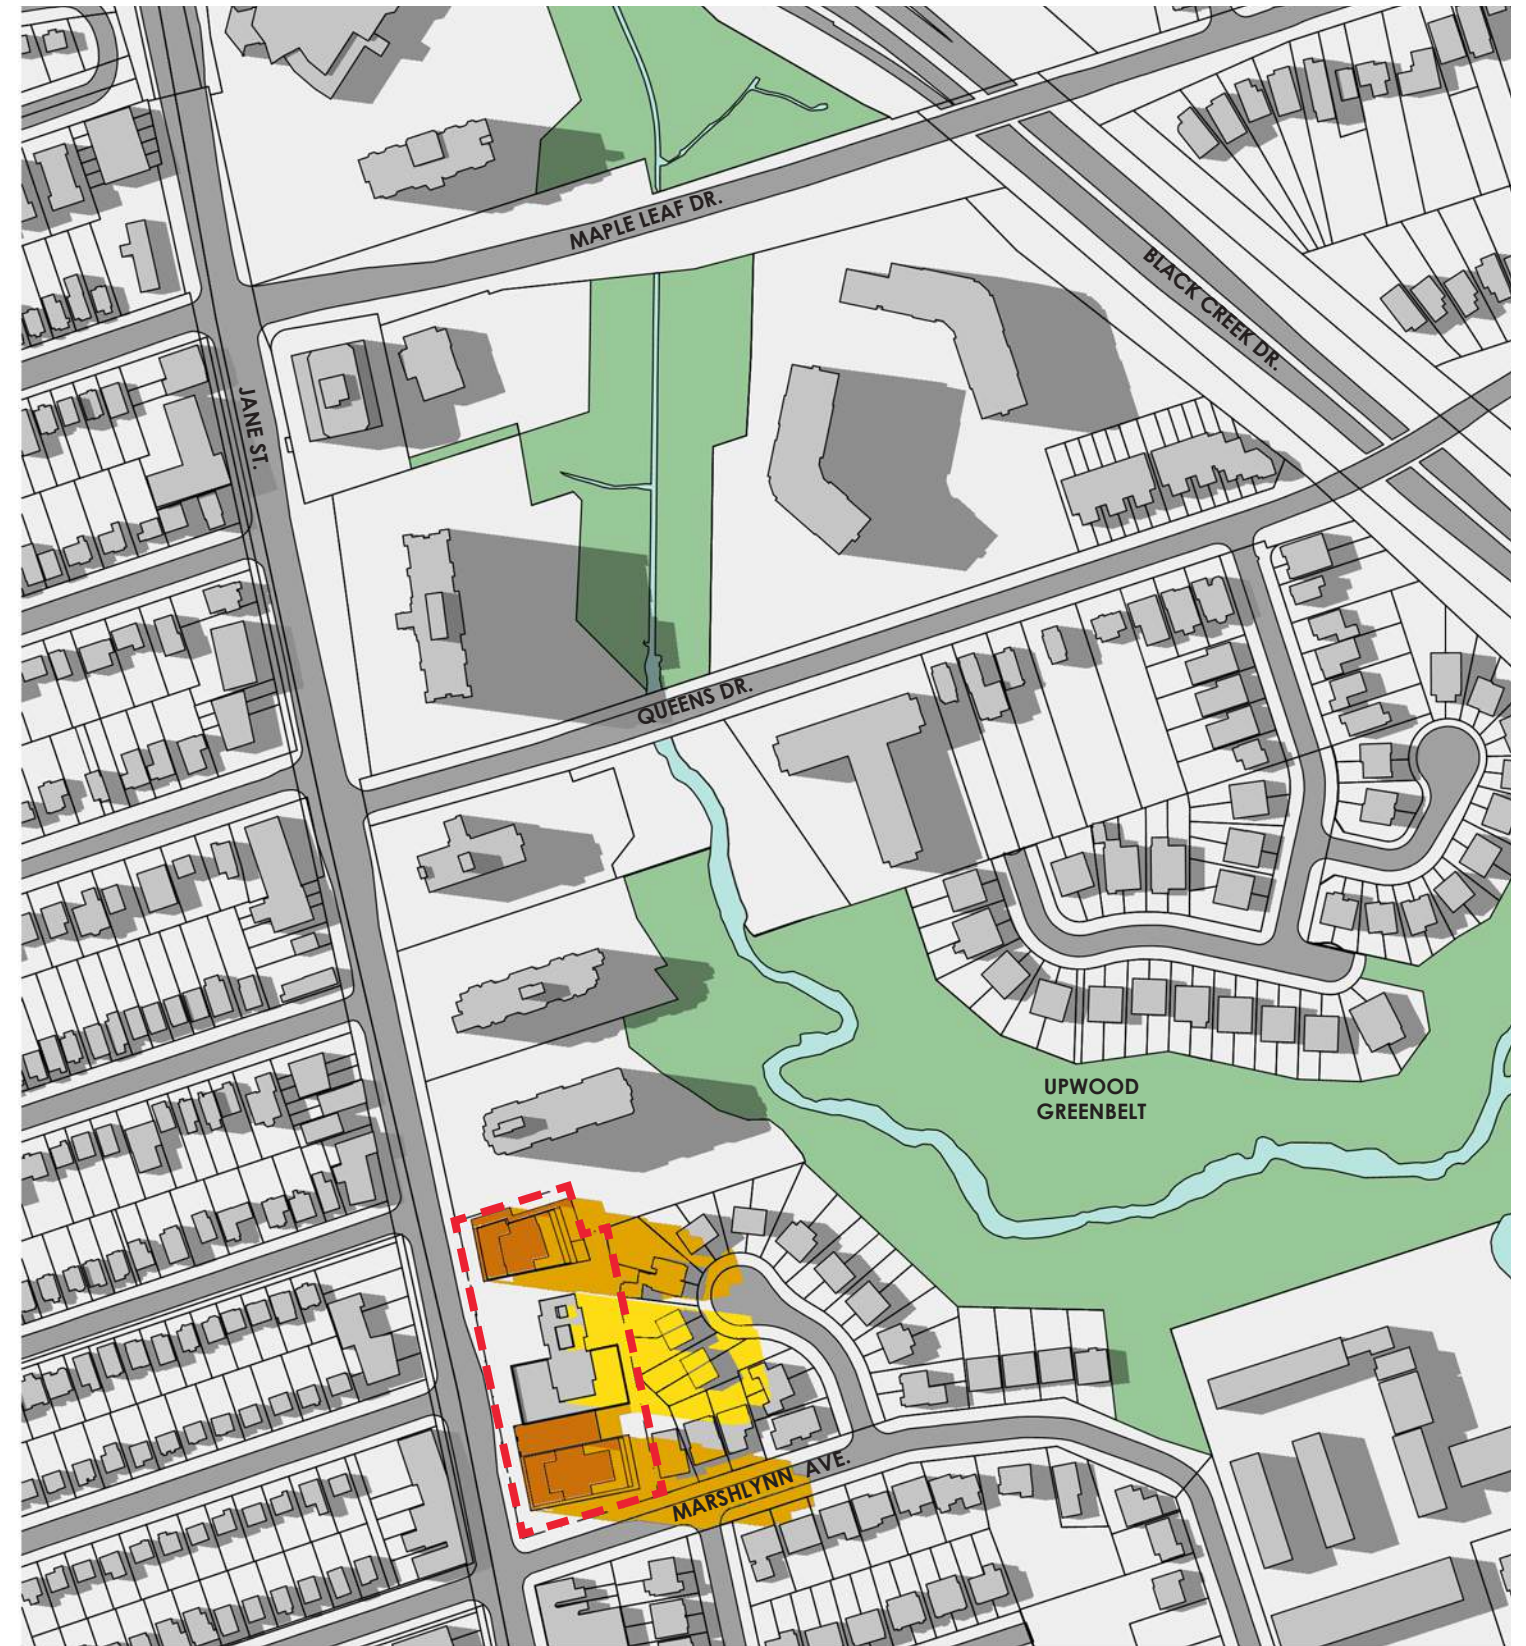 MAPLE LEAF DR.
BLACK CREEK DR.
JANE ST.
QUEENS DR.
UPWOOD
GREENBELT
MARSHLYNN AVE.